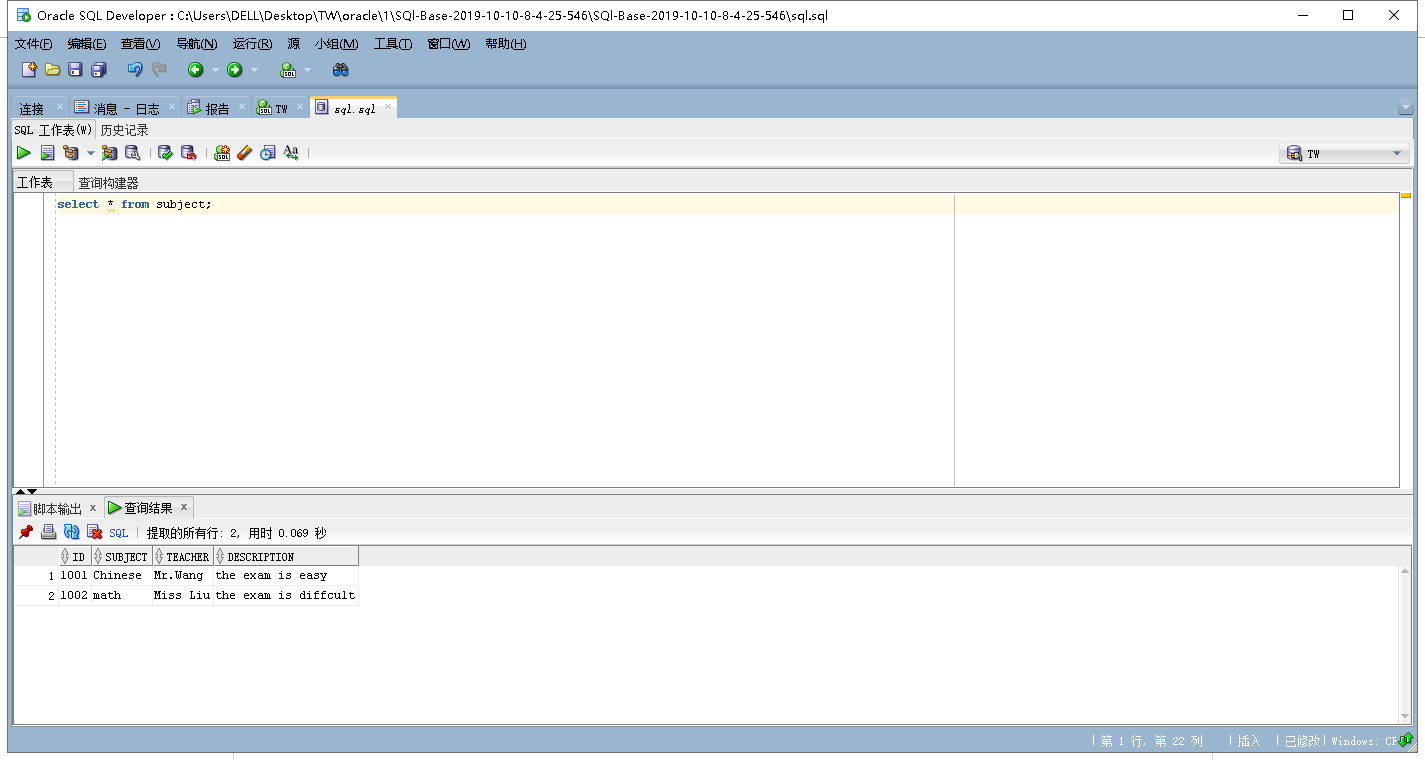 Oracle SQL Developer : C:\Users\DELL\Desktop\TW\oracle\1\SQl-Base-2019-10-10-8-4-25-546\SQl-Base-2019-10-10-8-4-25-546\sql.sql
文件(F) 编辑(E) 查看(V) 导航(N) 运行(R) 源 小组(M) 工具(T) 窗口(W) 帮助(H)
连接 消息 - 日志 报告 TW sql.sql
SQL 工作表(W) 历史记录
TW
工作表 查询构建器
select * from subject;
脚本输出 x 查询结果 x
SQL | 提取的所有行: 2, 用时 0.069 秒
ID SUBJECT TEACHER DESCRIPTION
1 1001 Chinese Mr.Wang the exam is easy
2 1002 math Miss Liu the exam is diffcult
第 1 行, 第 22 列 | 插入 | 已修改 | Windows: CF